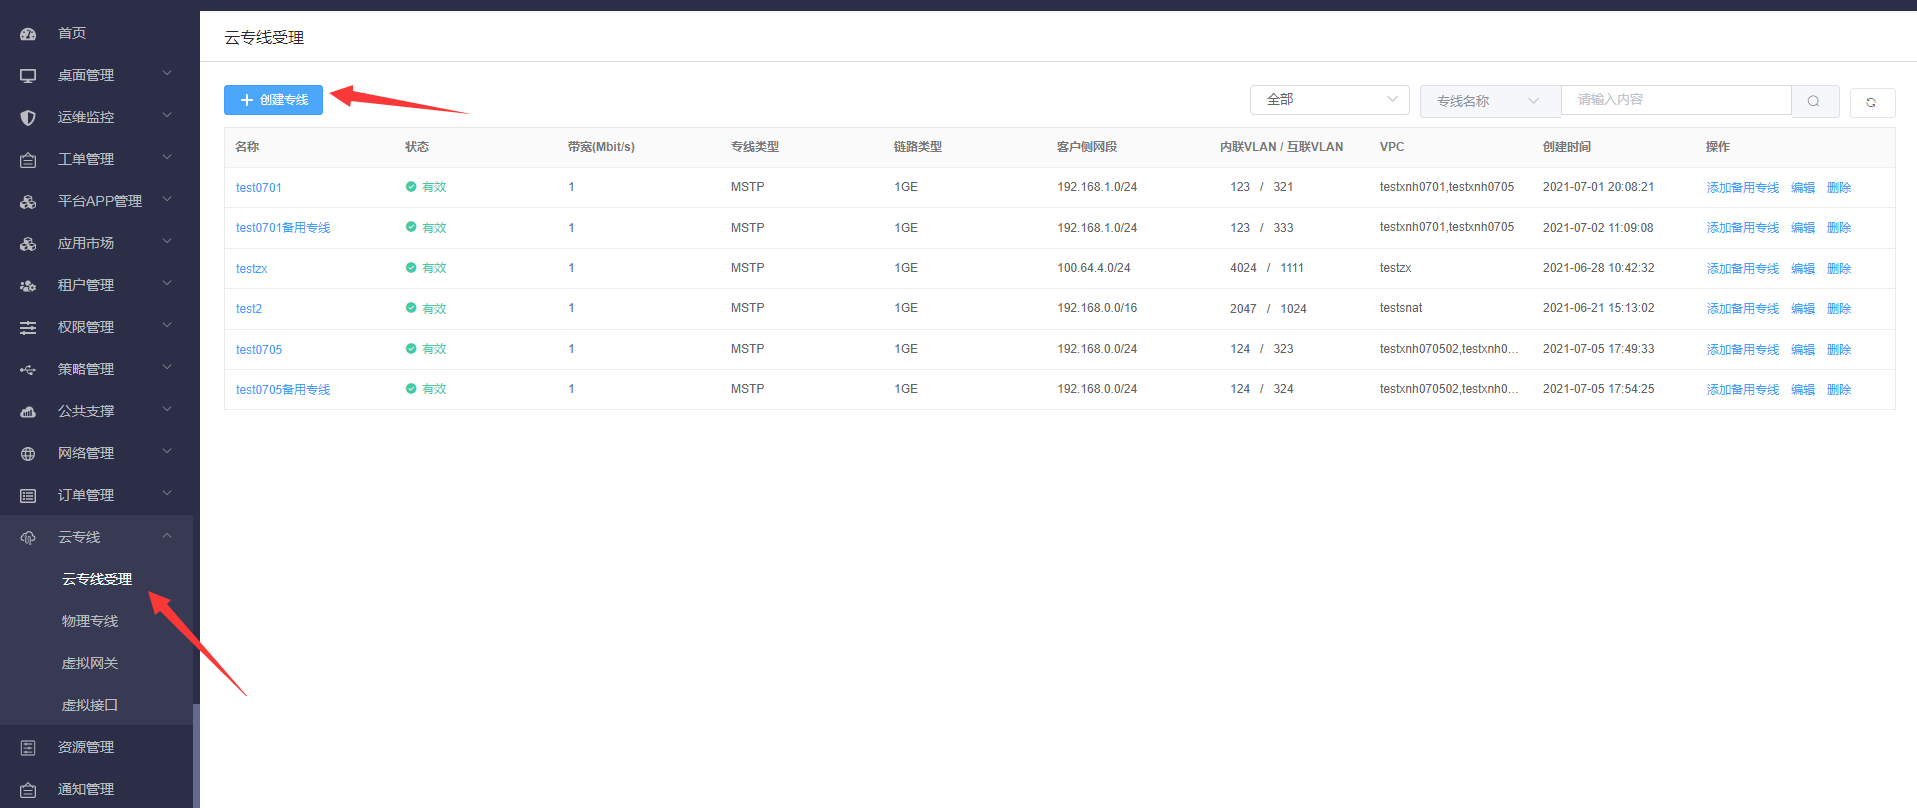 首页
桌面管理
运维监控
工单管理
平台APP管理
应用市场
租户管理
权限管理
策略管理
公共支撑
网络管理
订单管理
云专线
云专线受理
物理专线
虚拟网关
虚拟接口
资源管理
通知管理
云专线受理
创建专线 全部 专线名称 请输入内容
名称 状态 带宽(Mbit/s) 专线类型 链路类型 客户侧网段 内联VLAN / 互联VLAN VPC 创建时间 操作
test0701 有效 1 MSTP 1GE 192.168.1.0/24 123 / 321 testxnh0701,testxnh0705 2021-07-01 20:08:21 添加备用专线 编辑 删除
test0701备用专线 有效 1 MSTP 1GE 192.168.1.0/24 123 / 333 testxnh0701,testxnh0705 2021-07-02 11:09:08 添加备用专线 编辑 删除
testzx 有效 1 MSTP 1GE 100.64.4.0/24 4024 / 1111 testzx 2021-06-28 10:42:32 添加备用专线 编辑 删除
test2 有效 1 MSTP 1GE 192.168.0.0/16 2047 / 1024 testsnat 2021-06-21 15:13:02 添加备用专线 编辑 删除
test0705 有效 1 MSTP 1GE 192.168.0.0/24 124 / 323 testxnh070502,testxnh0... 2021-07-05 17:49:33 添加备用专线 编辑 删除
test0705备用专线 有效 1 MSTP 1GE 192.168.0.0/24 124 / 324 testxnh070502,testxnh0... 2021-07-05 17:54:25 添加备用专线 编辑 删除